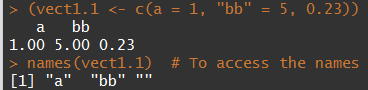 > (vect1.1 <- c(a = 1, "bb" = 5, 0.23))
   a   bb
1.00 5.00 0.23
> names(vect1.1)  # To access the names
[1] "a"  "bb" ""